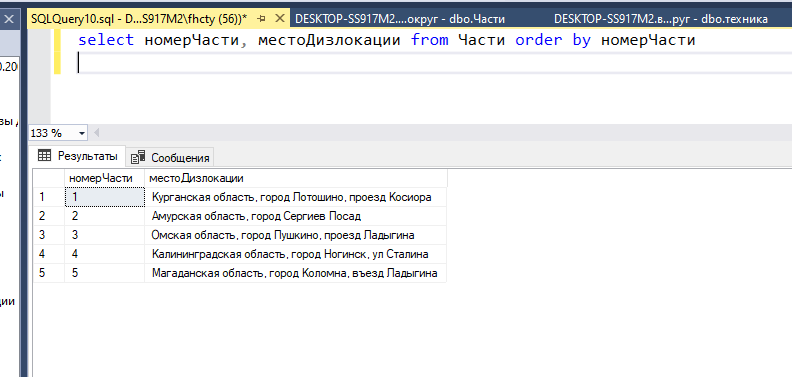 SQLQuery10.sql - D...S917M2\fhcty (56))* DESKTOP-SS917M2....округ - dbo.Части DESKTOP-SS917M2.в...руг - dbo.техника
select номерЧасти, местоДизлокации from Части order by номерЧасти
133 %
Результаты Сообщения
номерЧасти местоДизлокации
1 1 Курганская область, город Лотошино, проезд Косиора
2 2 Амурская область, город Сергиев Посад
3 3 Омская область, город Пушкино, проезд Ладыгина
4 4 Калининградская область, город Ногинск, ул Сталина
5 5 Магаданская область, город Коломна, въезд Ладыгина